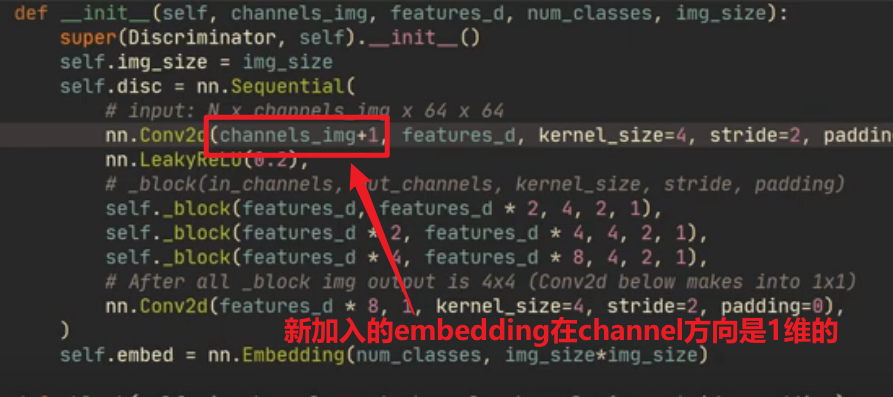 def __init__(self, channels_img, features_d, num_classes, img_size):
super(Discriminator, self).__init__()
self.img_size = img_size
self.disc = nn.Sequential(
# input: N x channels_img x 64 x 64
nn.Conv2d(channels_img+1, features_d, kernel_size=4, stride=2, paddin
nn.LeakyReLU(0.2),
# _block(in_channels, out_channels, kernel_size, stride, padding)
self._block(features_d, features_d * 2, 4, 2, 1),
self._block(features_d * 2, features_d * 4, 4, 2, 1),
self._block(features_d * 4, features_d * 8, 4, 2, 1),
# After all _block img output is 4x4 (Conv2d below makes into 1x1)
nn.Conv2d(features_d * 8, 1, kernel_size=4, stride=2, padding=0),
新加入的embedding在channel方向是1维的
)
self.embed = nn.Embedding(num_classes, img_size*img_size)